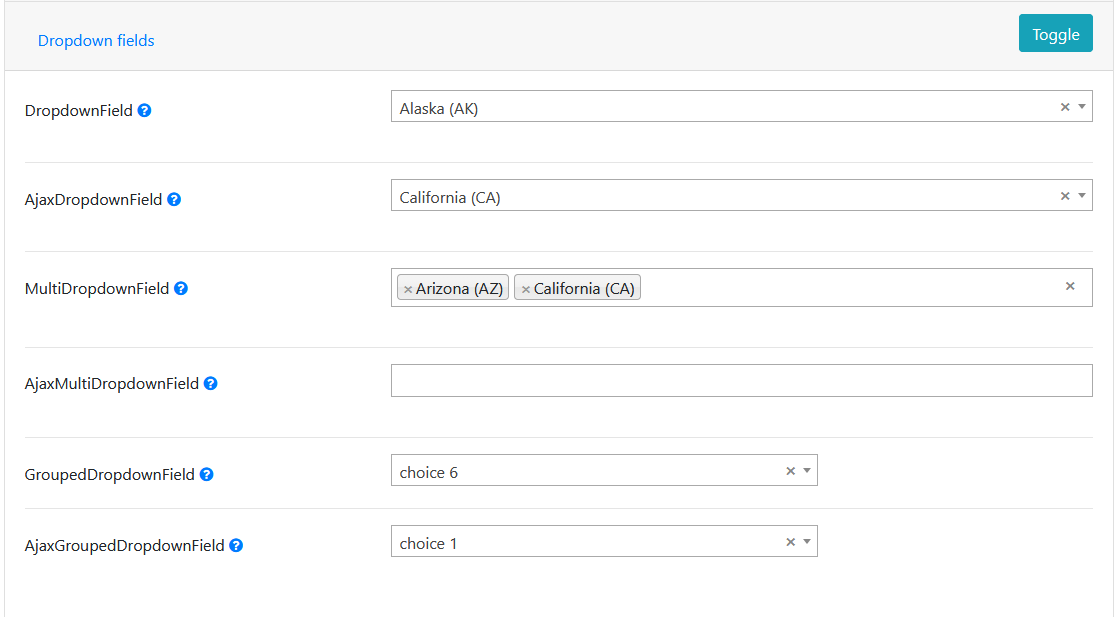 Dropdown fields
Toggle
DropdownField
Alaska (AK)
AjaxDropdownField
California (CA)
MultiDropdownField
Arizona (AZ) California (CA)
AjaxMultiDropdownField
GroupedDropdownField
choice 6
AjaxGroupedDropdownField
choice 1